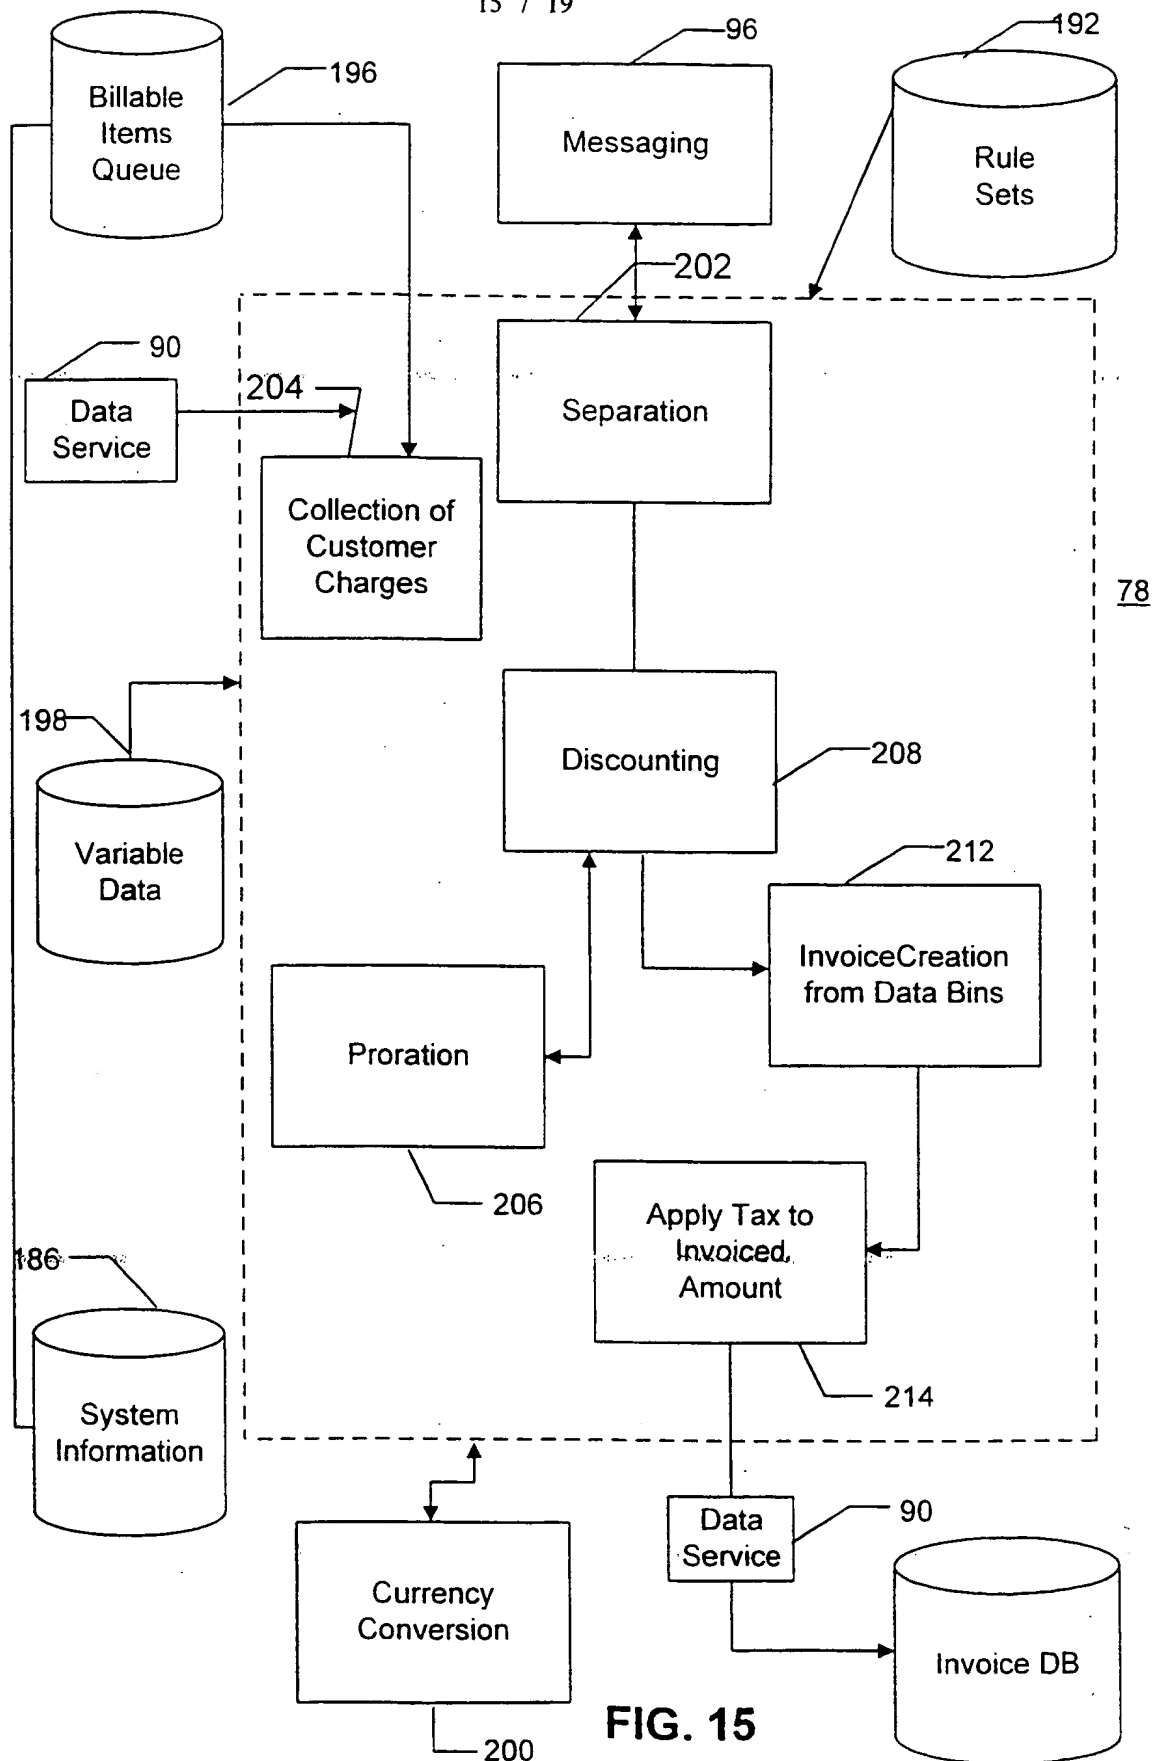 15 / 19
96
192
196
Billable
Items
Queue
Messaging
Rule
Sets
202
90
204
Data
Service
Separation
Collection of
Customer
Charges
78
198
Discounting
208
Variable
Data
212
InvoiceCreation
from Data Bins
Proration
206
Apply Tax to
Invoiced
Amount
186
214
System
Information
Data
Service
90
Currency
Conversion
Invoice DB
FIG. 15
200